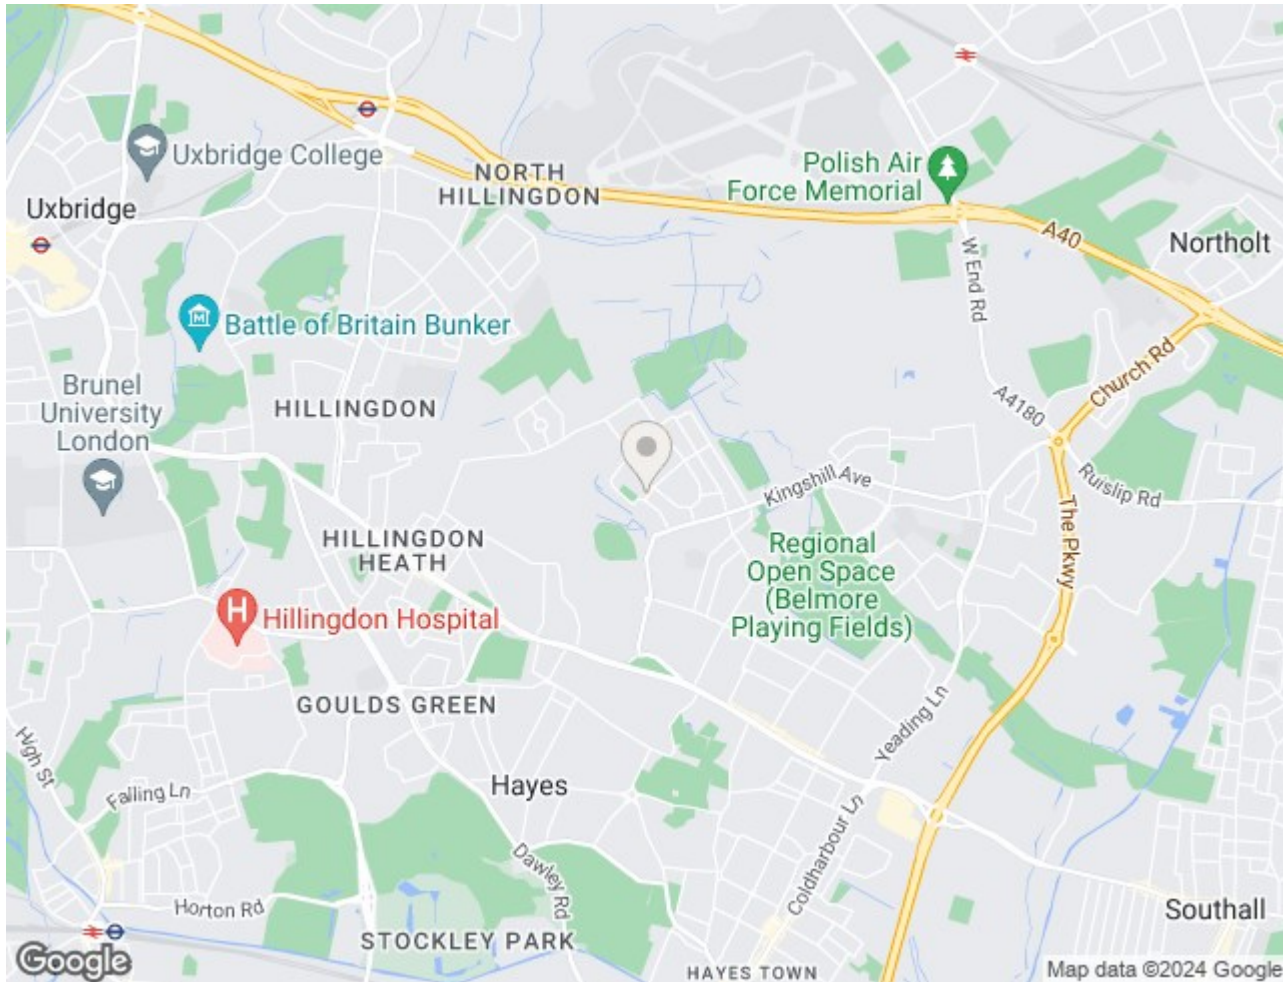 Uxbridge College
NORTH
HILLINGDON
Polish Air
Force Memorial
Uxbridge
A40
Northolt
W End Rd
Battle of Britain Bunker
Church Rd
Brunel
University
London
HILLINGDON
A4180
Kingshill Ave
Ruislip Rd
The Pkwy
HILLINGDON
HEATH
Regional
Open Space
(Belmore
Playing Fields)
H
Hillingdon Hospital
GOULDS GREEN
Yeading Ln
High St
Hayes
Falling Ln
Coldharbour Ln
Dawley Rd
Horton Rd
Southall
STOCKLEY PARK
Google
HAYES TOWN
Map data ©2024 Google